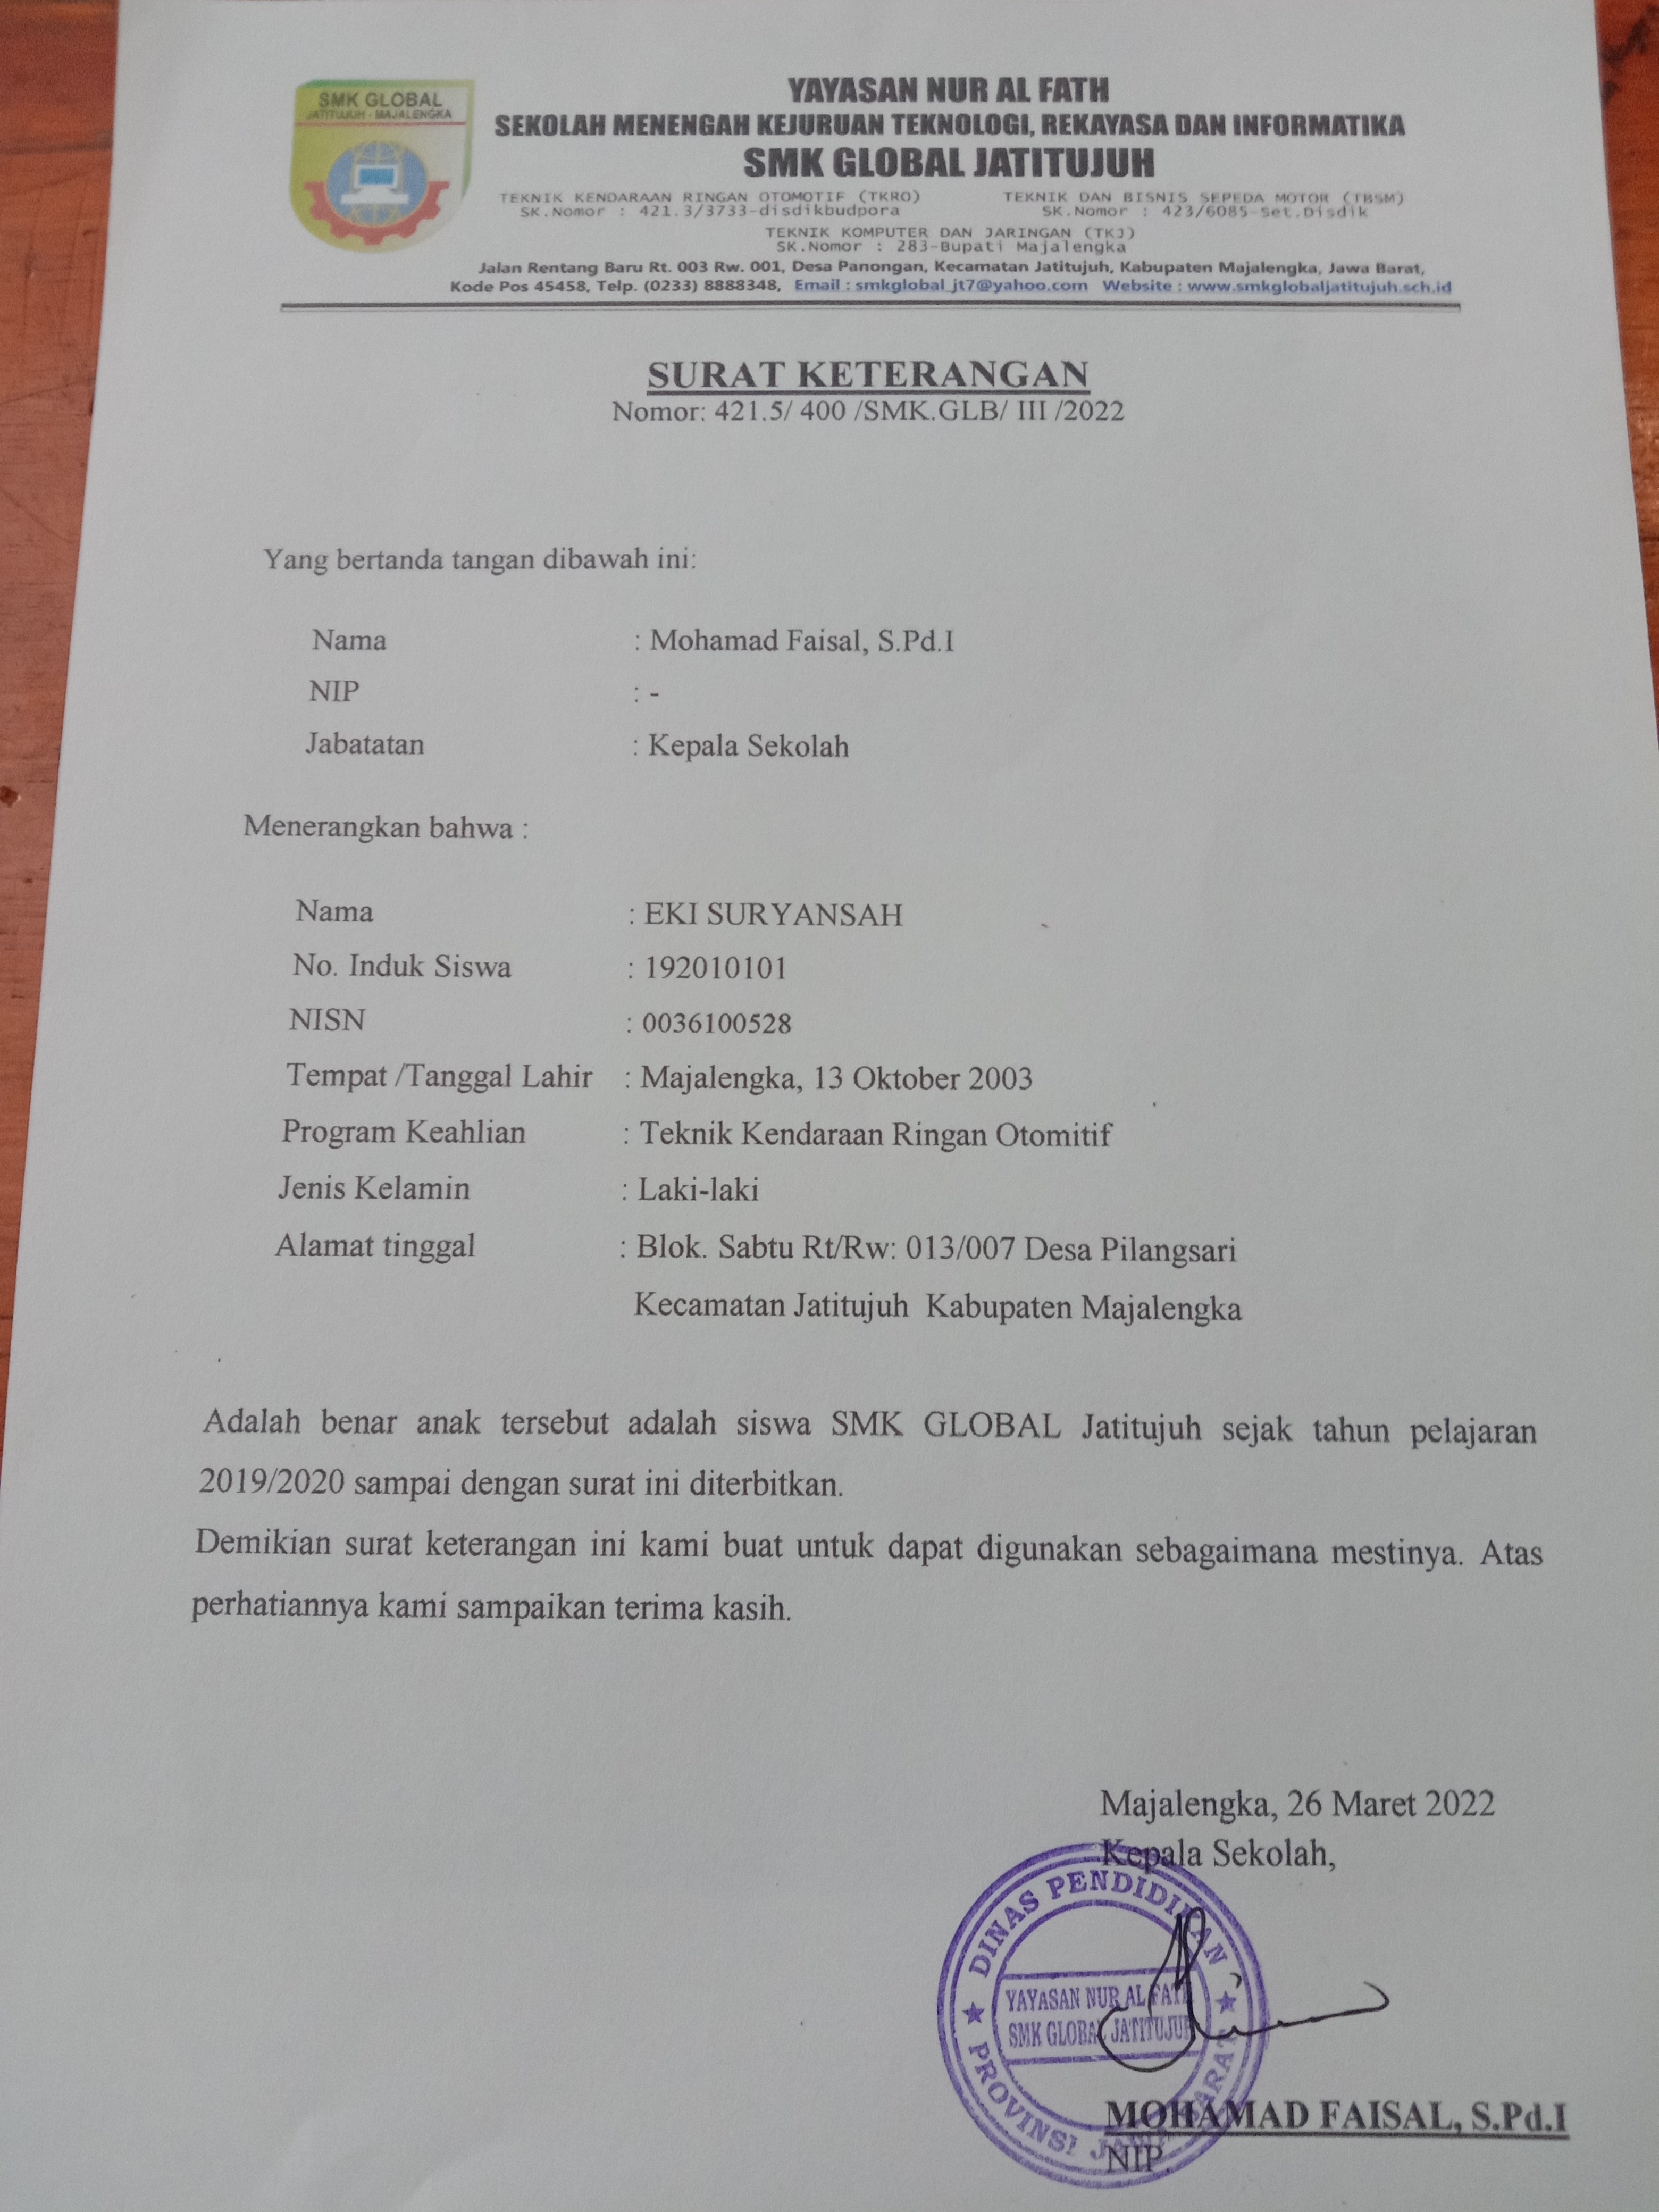 SMK GLOBAL
JATITUJUH - MAJALENGKA
YAYASAN NUR AL FATH
SEKOLAH MENENGAH KEJURUAN TEKNOLOGI, REKAYASA DAN INFORMATIKA
SMK GLOBAL JATITUJUH
TEKNIK KENDARAAN RINGAN OTOMOTIF (TKRO) TEKNIK DAN BISNIS SEPEDA MOTOR (TBSM)
SK.Nomor : 421.3/3733-disdikbudpora SK.Nomor : 423/6085-Set.Disdik
TEKNIK KOMPUTER DAN JARINGAN (TKJ)
SK.Nomor : 283-Bupati Majalengka
Jalan Rentang Baru Rt. 003 Rw. 001, Desa Panongan, Kecamatan Jatitujuh, Kabupaten Majalengka, Jawa Barat,
Kode Pos 45458, Telp. (0233) 8888348, Email : smkglobal_jt7@yahoo.com Website : www.smkglobaljatitujuh.sch.id
SURAT KETERANGAN
Nomor: 421.5/ 400 /SMK.GLB/ III /2022
Yang bertanda tangan dibawah ini:
Nama : Mohamad Faisal, S.Pd.I
NIP : -
Jabatatan : Kepala Sekolah
Menerangkan bahwa :
Nama : EKI SURYANSAH
No. Induk Siswa : 192010101
NISN : 0036100528
Tempat /Tanggal Lahir : Majalengka, 13 Oktober 2003
Program Keahlian : Teknik Kendaraan Ringan Otomitif
Jenis Kelamin : Laki-laki
Alamat tinggal : Blok. Sabtu Rt/Rw: 013/007 Desa Pilangsari
Kecamatan Jatitujuh Kabupaten Majalengka
Adalah benar anak tersebut adalah siswa SMK GLOBAL Jatitujuh sejak tahun pelajaran
2019/2020 sampai dengan surat ini diterbitkan.
Demikian surat keterangan ini kami buat untuk dapat digunakan sebagaimana mestinya. Atas
perhatiannya kami sampaikan terima kasih.
Majalengka, 26 Maret 2022
Kepala Sekolah,
DINAS PENDIDIKAN
YAYASAN NUR AL FATH
SMK GLOBAL JATITUJUH
PROVINSI JAWA BARAT
MOHAMAD FAISAL, S.Pd.I
NIP.